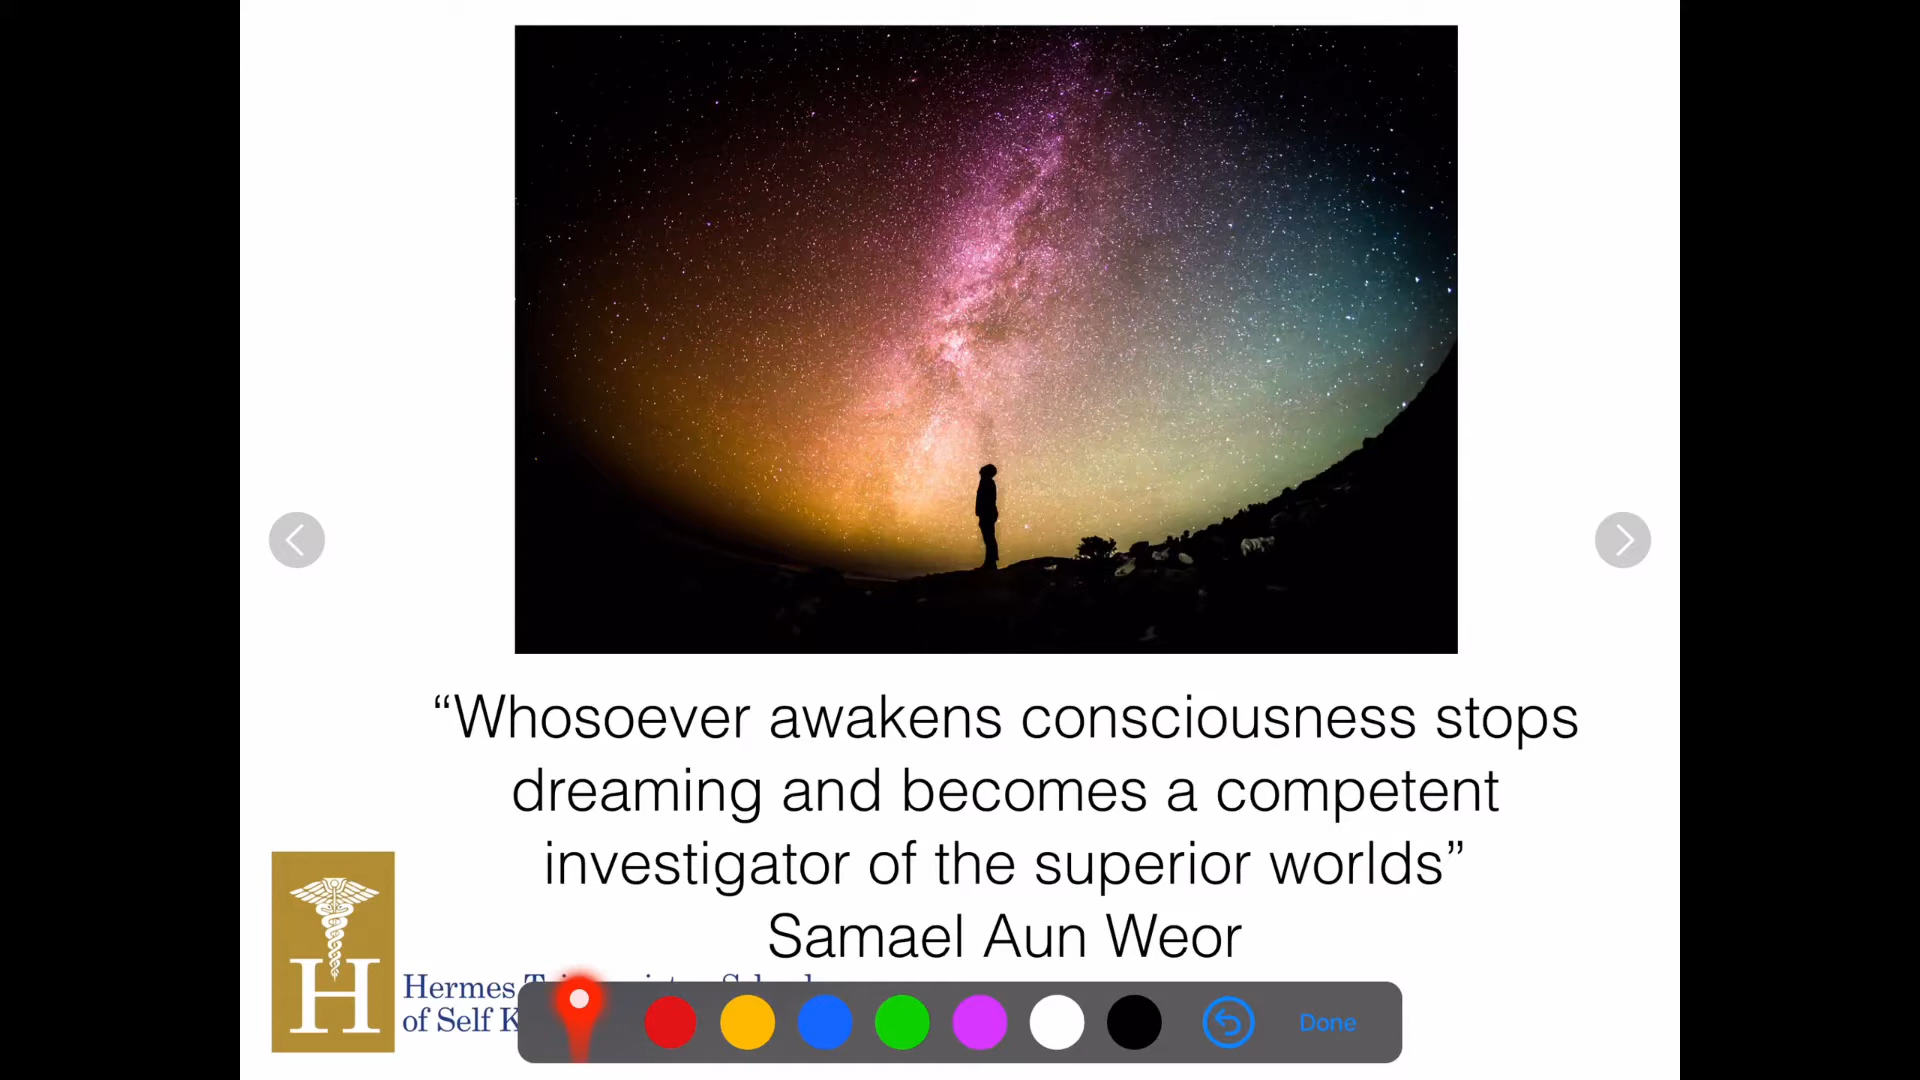 “Whosoever awakens consciousness stops
dreaming and becomes a competent
investigator of the superior worlds”
Samael Aun Weor
H
Hermes
of Self
Done